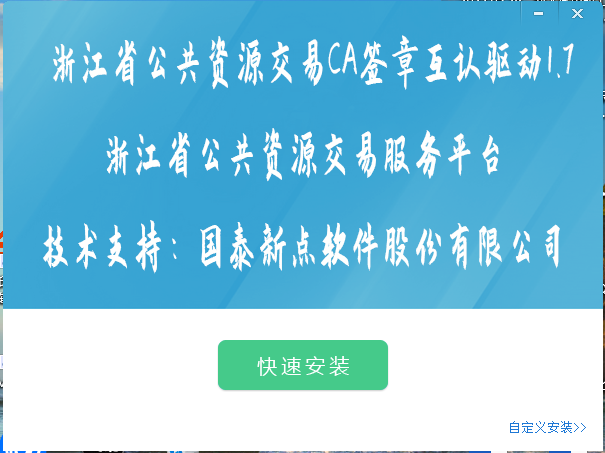 浙江省公共资源交易CA签章互认驱动1.7
浙江省公共资源交易服务平台
技术支持：国泰新点软件股份有限公司
快速安装
自定义安装>>